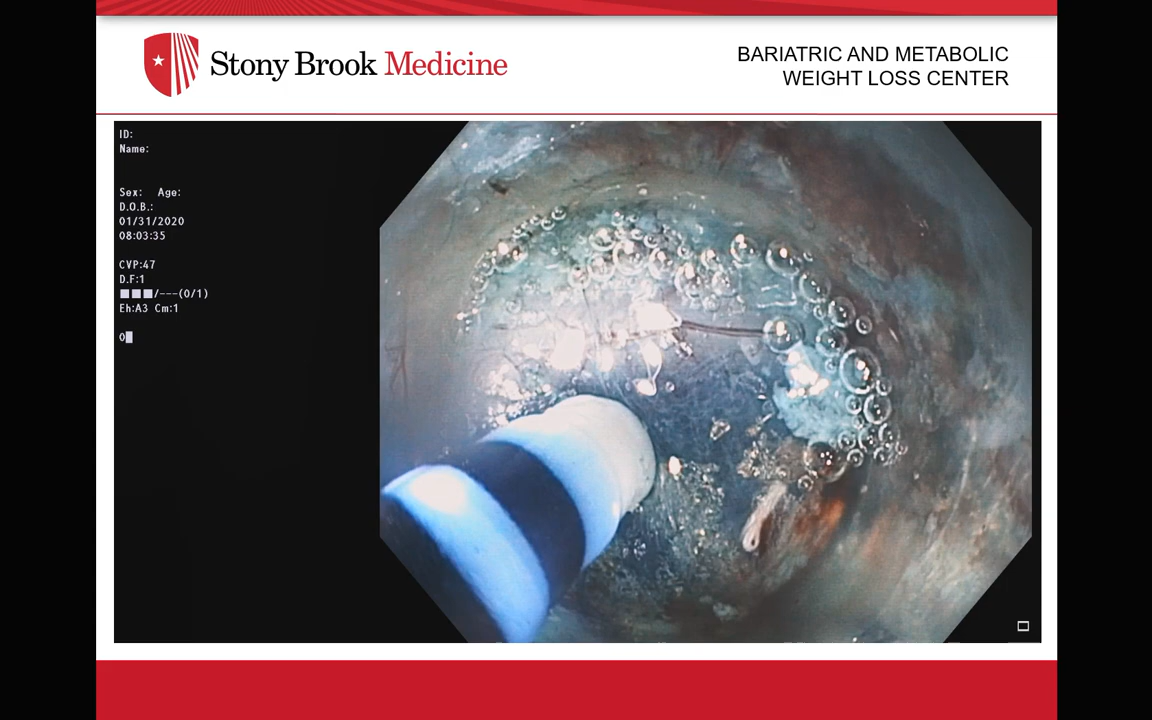 Stony Brook Medicine
BARIATRIC AND METABOLIC
WEIGHT LOSS CENTER
ID:
Name:
Sex: Age:
D.O.B.:
01/31/2020
08:03:35
CVP:47
D.F:1
■■■/---(0/1)
Eh:A3 Cm:1
0